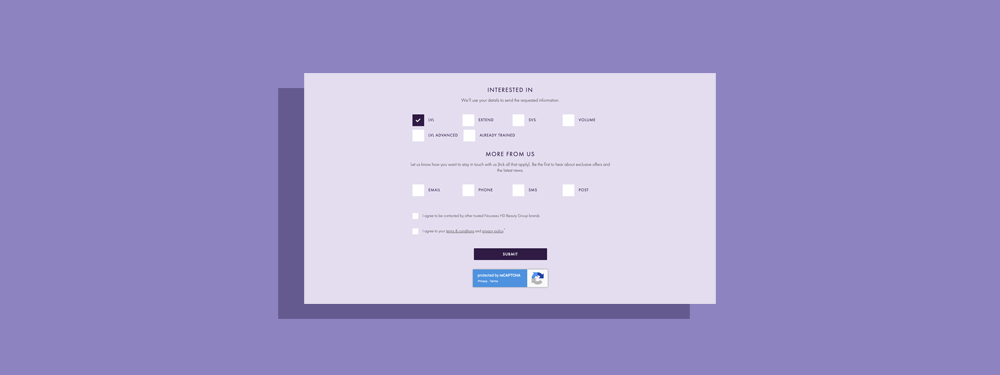 INTERESTED IN
We'll use your details to send the requested information.
LVL EXTEND SVS VOLUME
LVL ADVANCED ALREADY TRAINED
MORE FROM US
Let us know how you want to stay in touch with us (tick all that apply). Be the first to hear about exclusive offers and
the latest news.
EMAIL PHONE SMS POST
I agree to be contacted by other trusted Nouveau HD Beauty Group brands.
I agree to your terms & conditions and privacy policy*
SUBMIT
protected by reCAPTCHA
Privacy - Terms